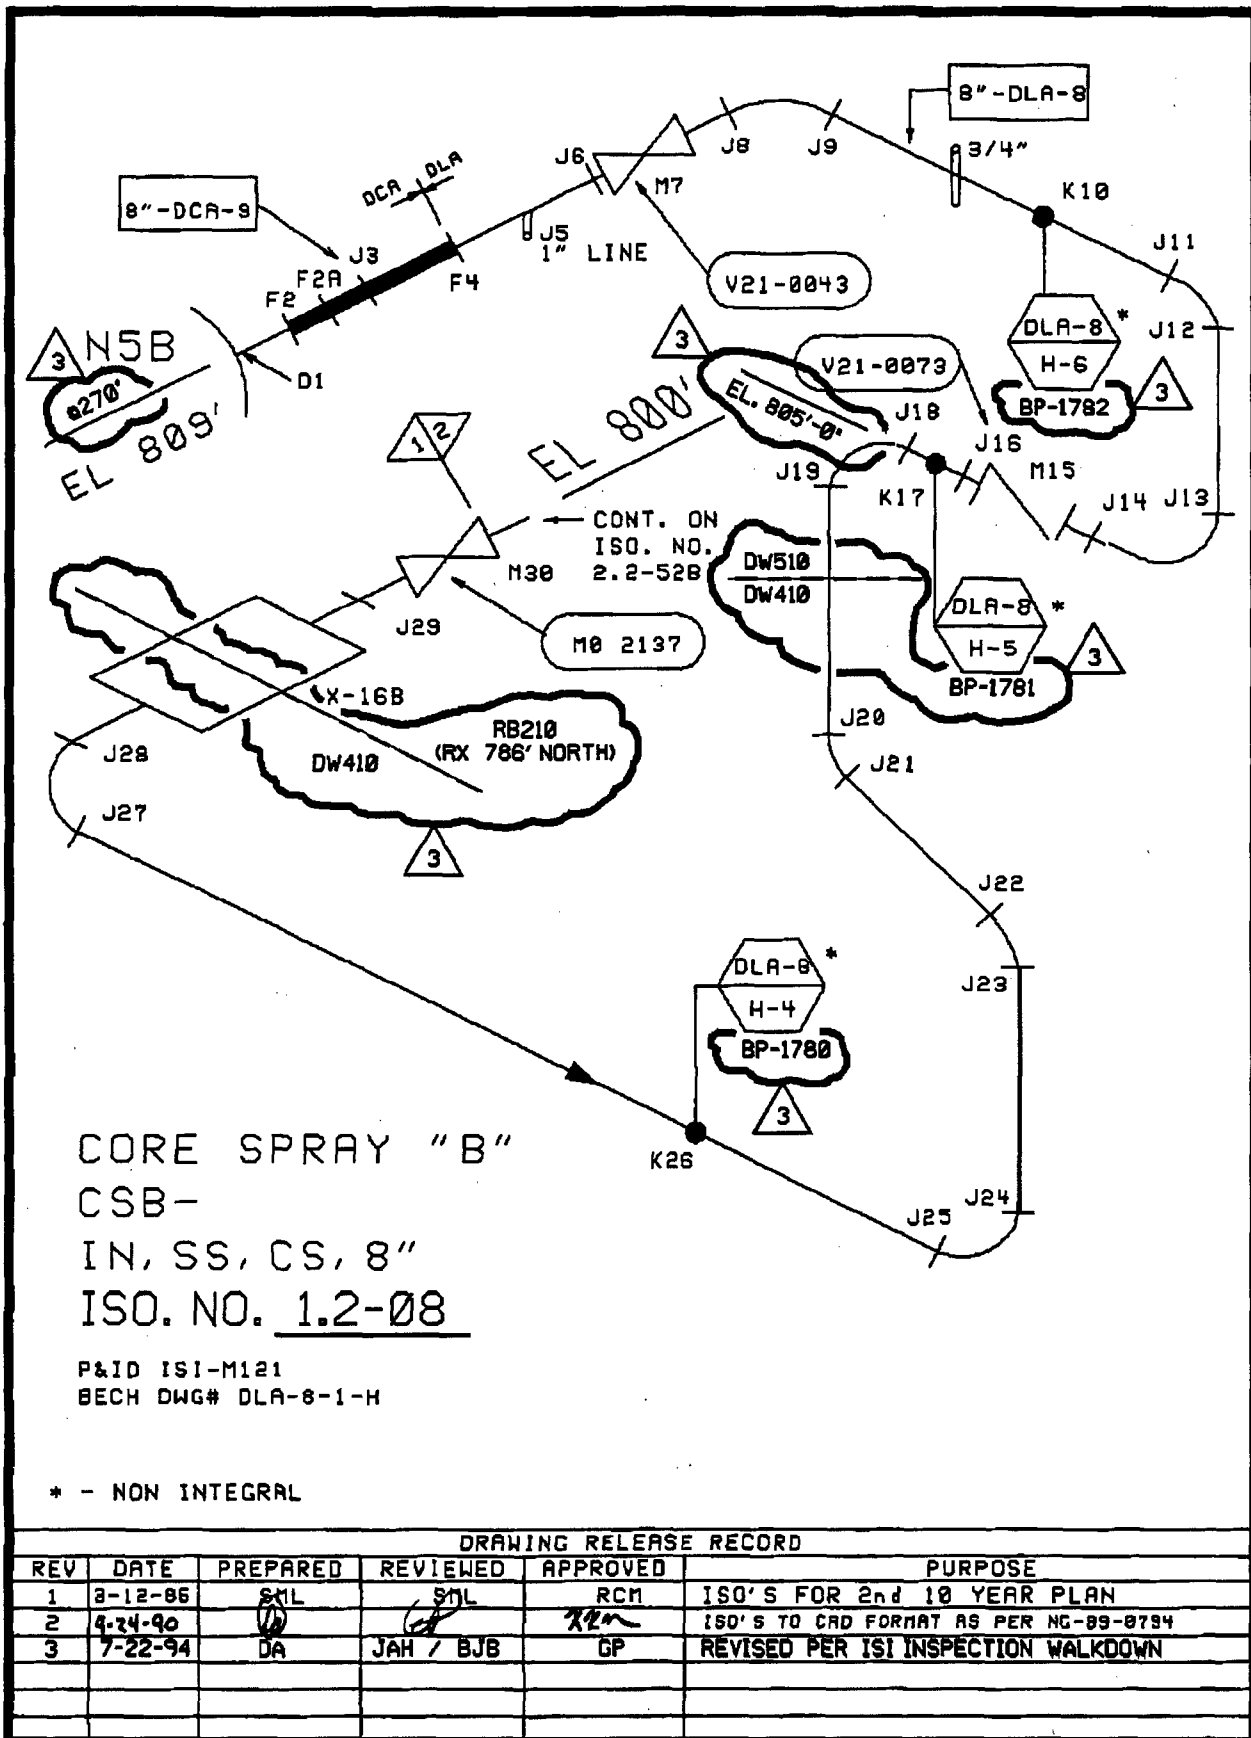 8"-DLA-8
3/4"
J8
J9
K10
J6
M7
DCA
DLA
8"-DCA-9
J5
1" LINE
J3
F2A
F2
F4
V21-0043
J11
J12
DLA-8 *
H-6
BP-1782
3
3
N5B
@270°
EL 809'
D1
3
V21-0073
EL. 805'-0"
EL 800'
J18
J16
M15
J19
K17
J14
J13
1 2
CONT. ON
ISO. NO.
2.2-52B
M30
J29
MO 2137
DW510
DW410
DLA-8 *
H-5
BP-1781
3
X-16B
RB210
(RX 786' NORTH)
DW410
3
J28
J27
J20
J21
J22
J23
DLA-8 *
H-4
BP-1780
3
K26
J24
J25
CORE SPRAY "B"
CSB-
IN, SS, CS, 8"
ISO. NO. 1.2-08
P&ID ISI-M121
BECH DWG# DLA-8-1-H
* - NON INTEGRAL
DRAWING RELEASE RECORD
REV DATE PREPARED REVIEWED APPROVED PURPOSE
1 3-12-86 SML SML RCM ISO'S FOR 2nd 10 YEAR PLAN
2 9-24-90 ISO'S TO CAD FORMAT AS PER NG-89-0794
3 7-22-94 DA JAH / BJB GP REVISED PER ISI INSPECTION WALKDOWN